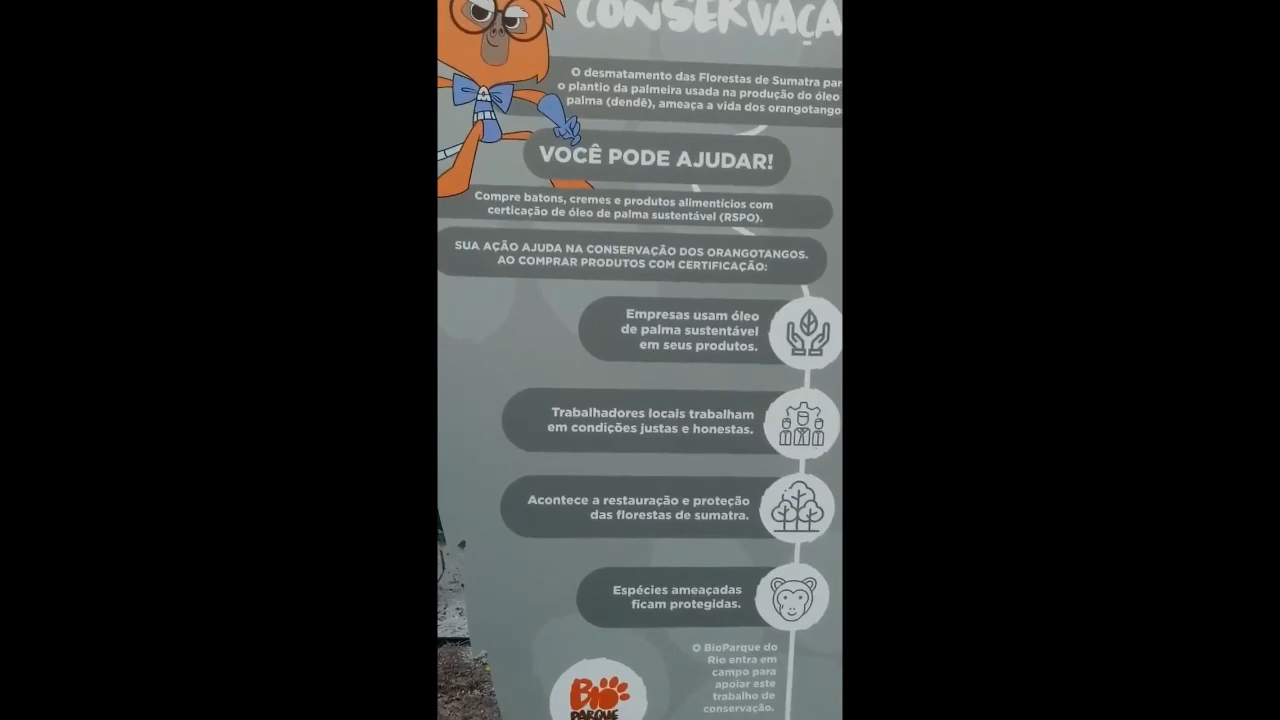 CONSERVAÇA
O desmatamento das Florestas de Sumatra par
o plantio da palmeira usada na produção do óleo
palma (dendê), ameaça a vida dos orangotango
VOCÊ PODE AJUDAR!
Compre batons, cremes e produtos alimentícios com
certicação de óleo de palma sustentável (RSPO).
SUA AÇÃO AJUDA NA CONSERVAÇÃO DOS ORANGOTANGOS.
AO COMPRAR PRODUTOS COM CERTIFICAÇÃO:
Empresas usam óleo
de palma sustentável
em seus produtos.
Trabalhadores locais trabalham
em condições justas e honestas.
Acontece a restauração e proteção
das florestas de sumatra.
Espécies ameaçadas
ficam protegidas.
O BioParque do
Rio entra em
campo para
apoiar este
trabalho de
conservação.
BIO
PARQUE